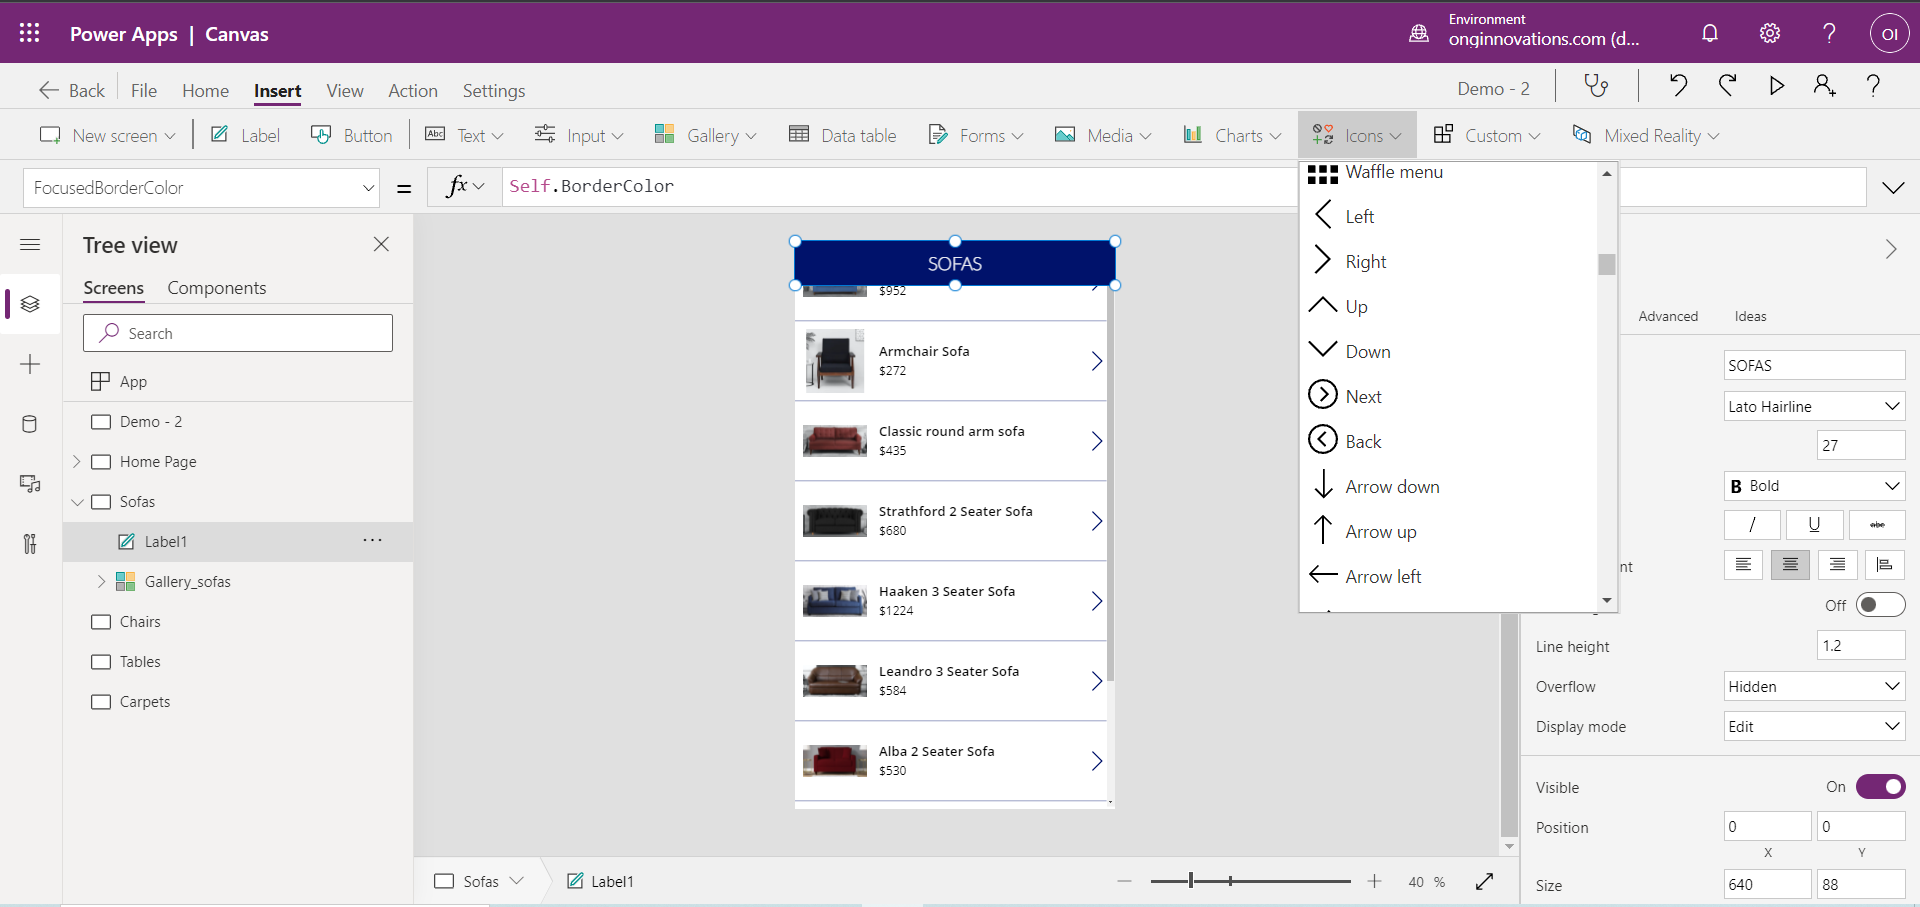 Power Apps | Canvas
Environment
onginnovations.com (d...
OI
Back File Home Insert View Action Settings
Demo - 2
New screen Label Button Abc Text Input Gallery Data table Forms Media Charts Icons Custom Mixed Reality
FocusedBorderColor = fx Self.BorderColor
Tree view
Screens Components
Search
App
Demo - 2
Home Page
Sofas
Label1 ...
Gallery_sofas
Chairs
Tables
Carpets
SOFAS
$952
Armchair Sofa
$272
Classic round arm sofa
$435
Strathford 2 Seater Sofa
$680
Haaken 3 Seater Sofa
$1224
Leandro 3 Seater Sofa
$584
Alba 2 Seater Sofa
$530
Waffle menu
Left
Right
Up
Down
Next
Back
Arrow down
Arrow up
Arrow left
Advanced Ideas
SOFAS
Lato Hairline
27
B Bold
/ U abc
nt
Off
Line height 1.2
Overflow Hidden
Display mode Edit
Visible On
Position 0 0
X Y
Size 640 88
Sofas Label1
40 %